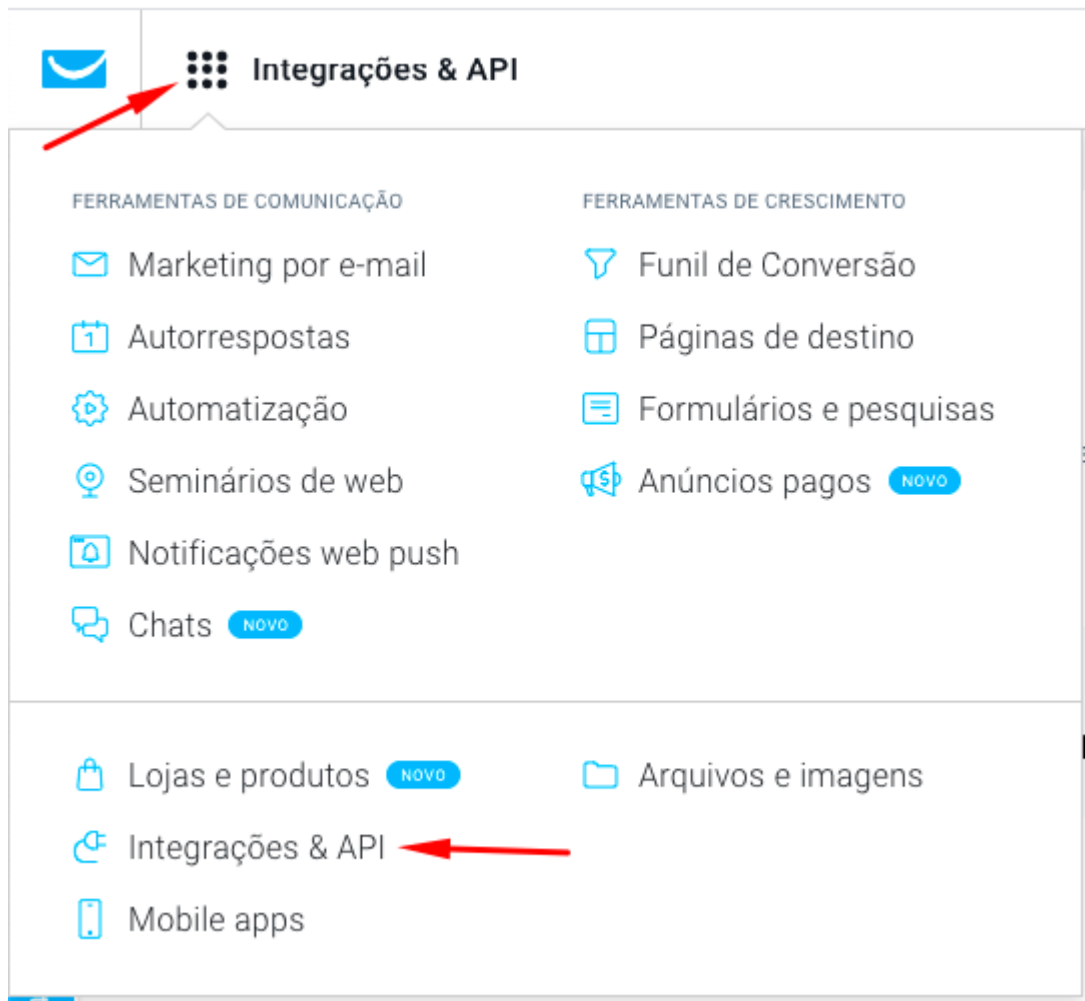 Integrações & API
FERRAMENTAS DE COMUNICAÇÃO
Marketing por e-mail
1
Autorrespostas
Automatização
Seminários de web
Notificações web push
Chats NOVO
FERRAMENTAS DE CRESCIMENTO
Funil de Conversão
Páginas de destino
Formulários e pesquisas
$
Anúncios pagos NOVO
Lojas e produtos NOVO
Integrações & API
Mobile apps
Arquivos e imagens